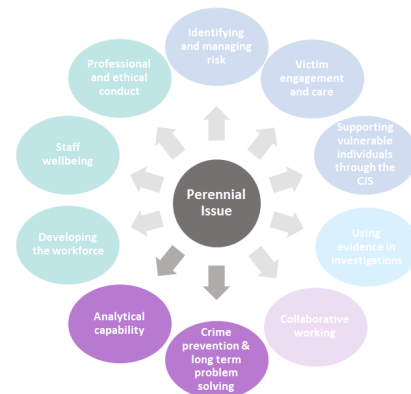 Identifying
and managing
risk
Victim
engagement
and care
Supporting
vulnerable
individuals
through the
CJS
Using
evidence in
investigations
Collaborative
working
Crime
prevention &
long term
problem
solving
Analytical
capability
Developing
the workforce
Staff
wellbeing
Professional
and ethical
conduct
Perennial
Issue